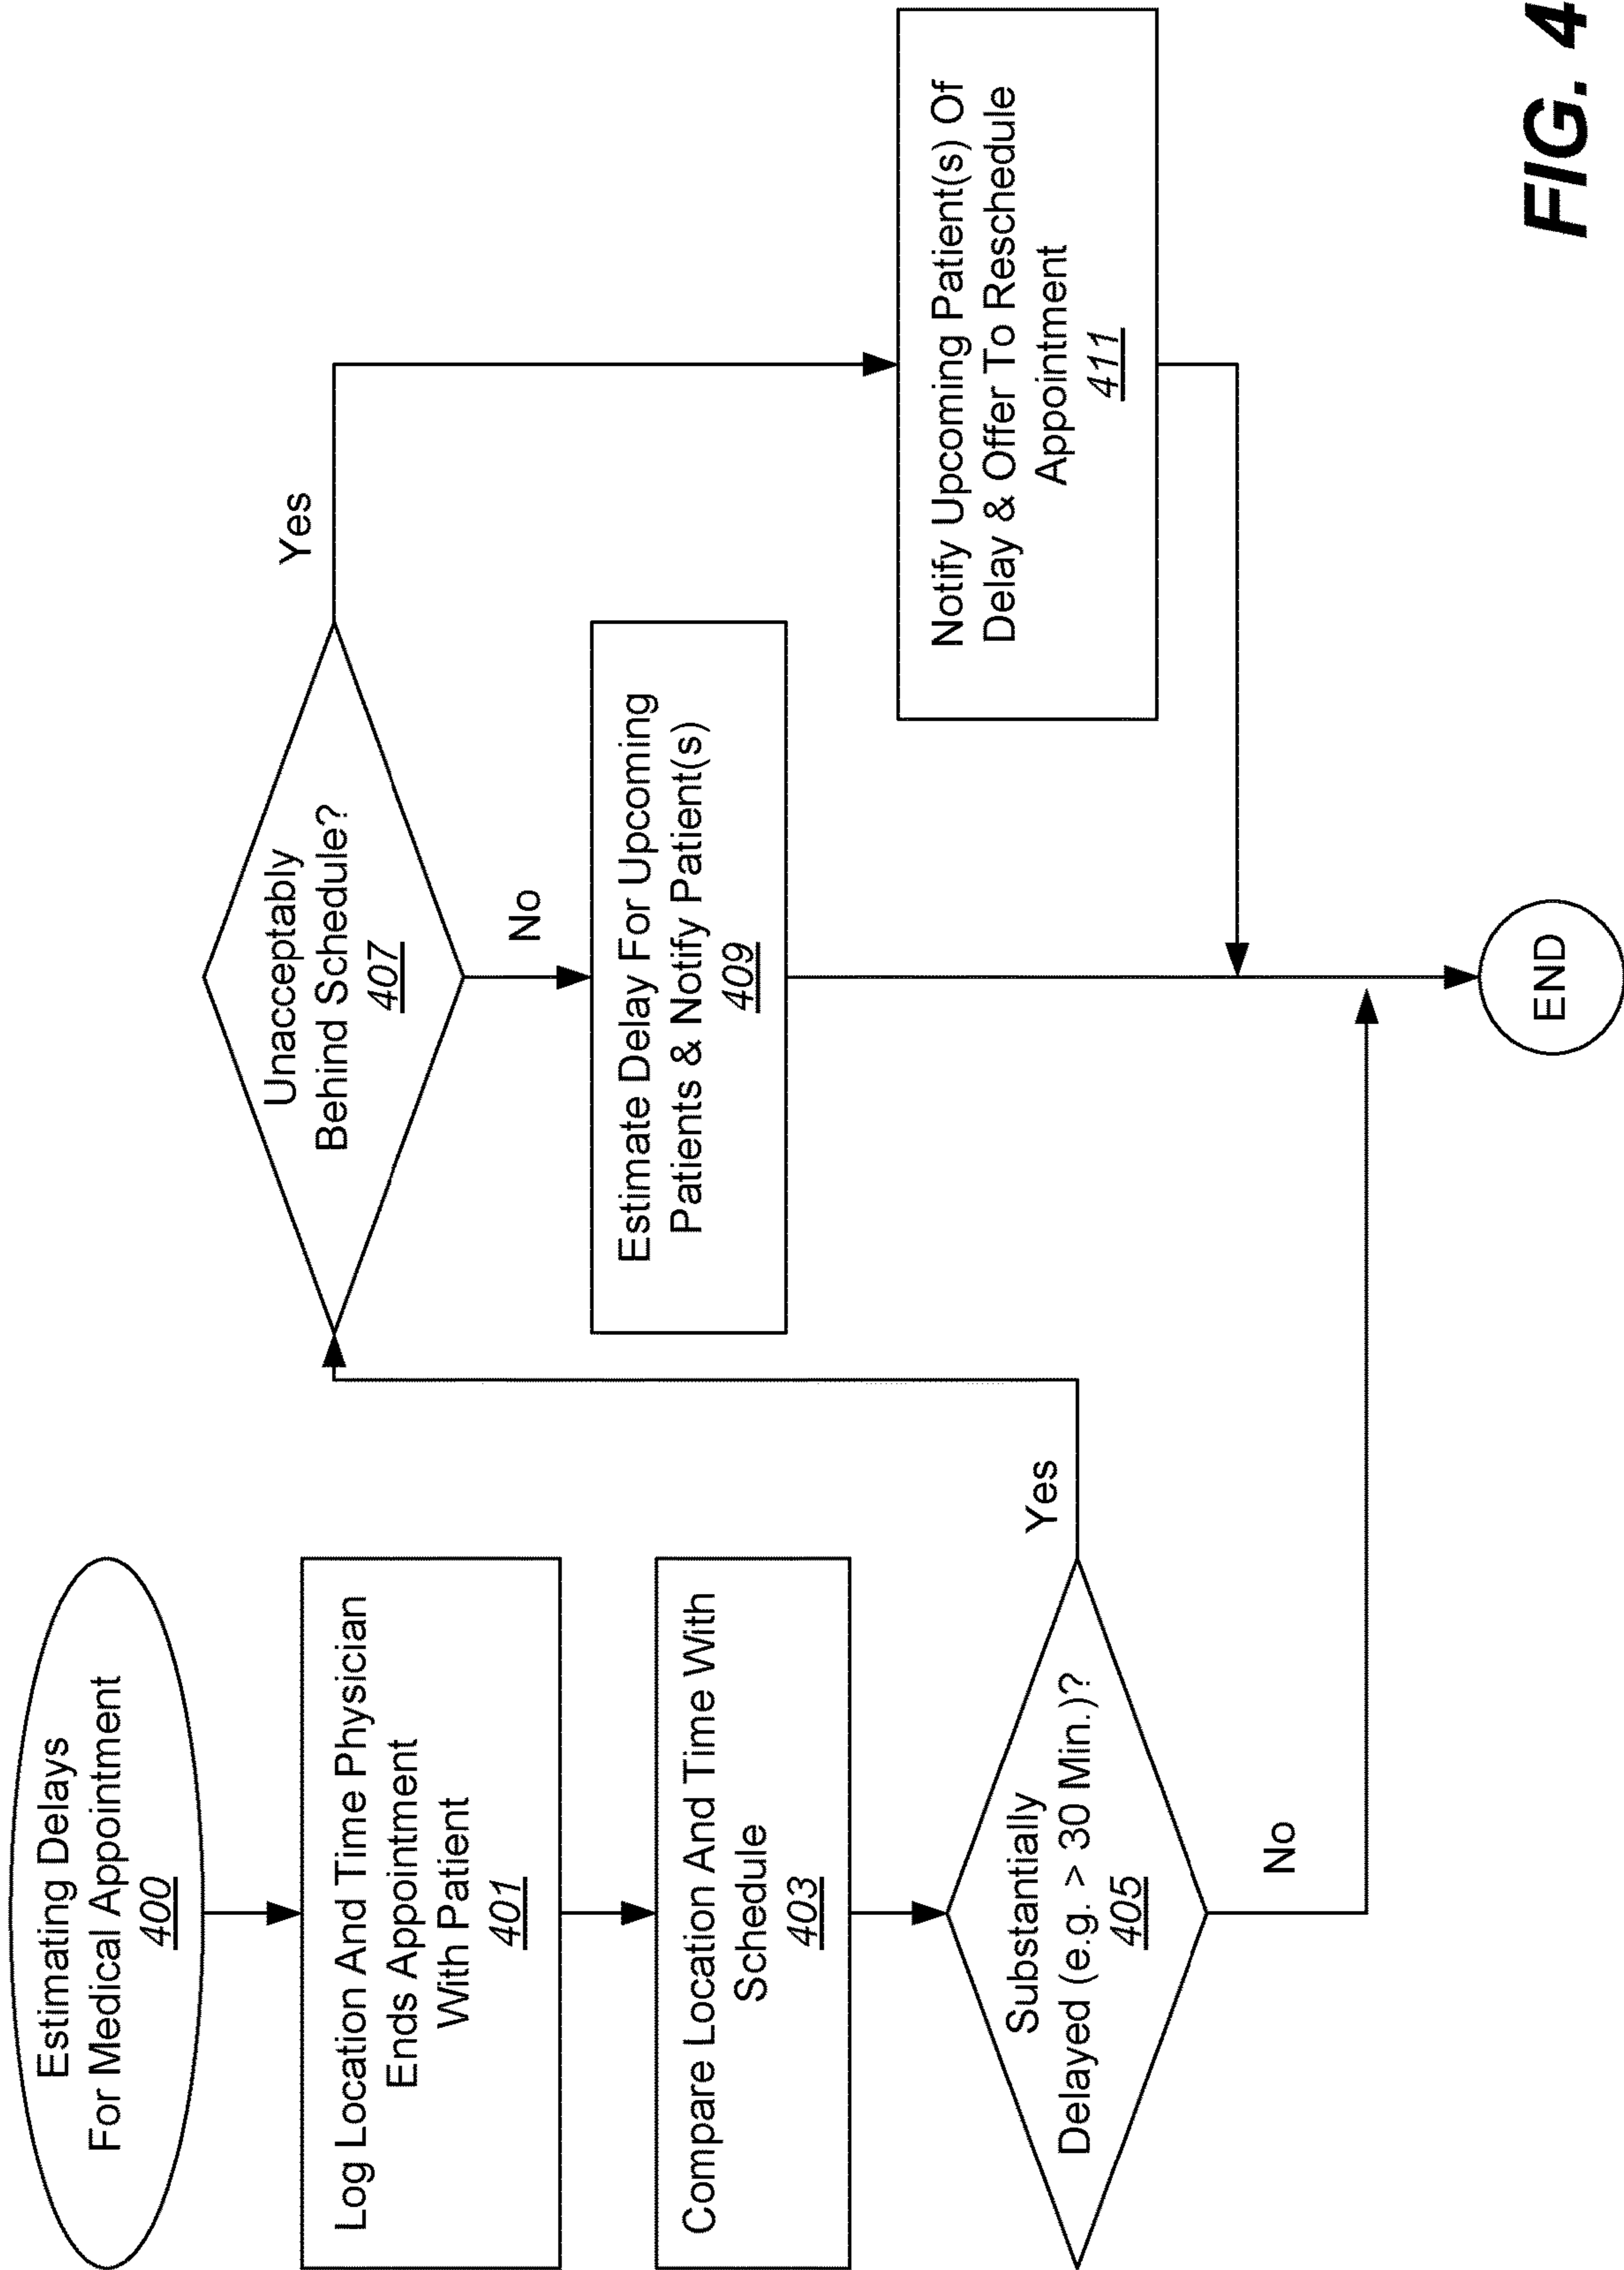 Estimating Delays
For Medical Appointment
400
Log Location And Time Physician
Ends Appointment
With Patient
401
Compare Location And Time With
Schedule
403
Substantially
Delayed (e.g. > 30 Min.)?
405
Yes
No
Unacceptably
Behind Schedule?
407
Yes
No
Estimate Delay For Upcoming
Patients & Notify Patient(s)
409
Notify Upcoming Patient(s) Of
Delay & Offer To Reschedule
Appointment
411
END
FIG. 4